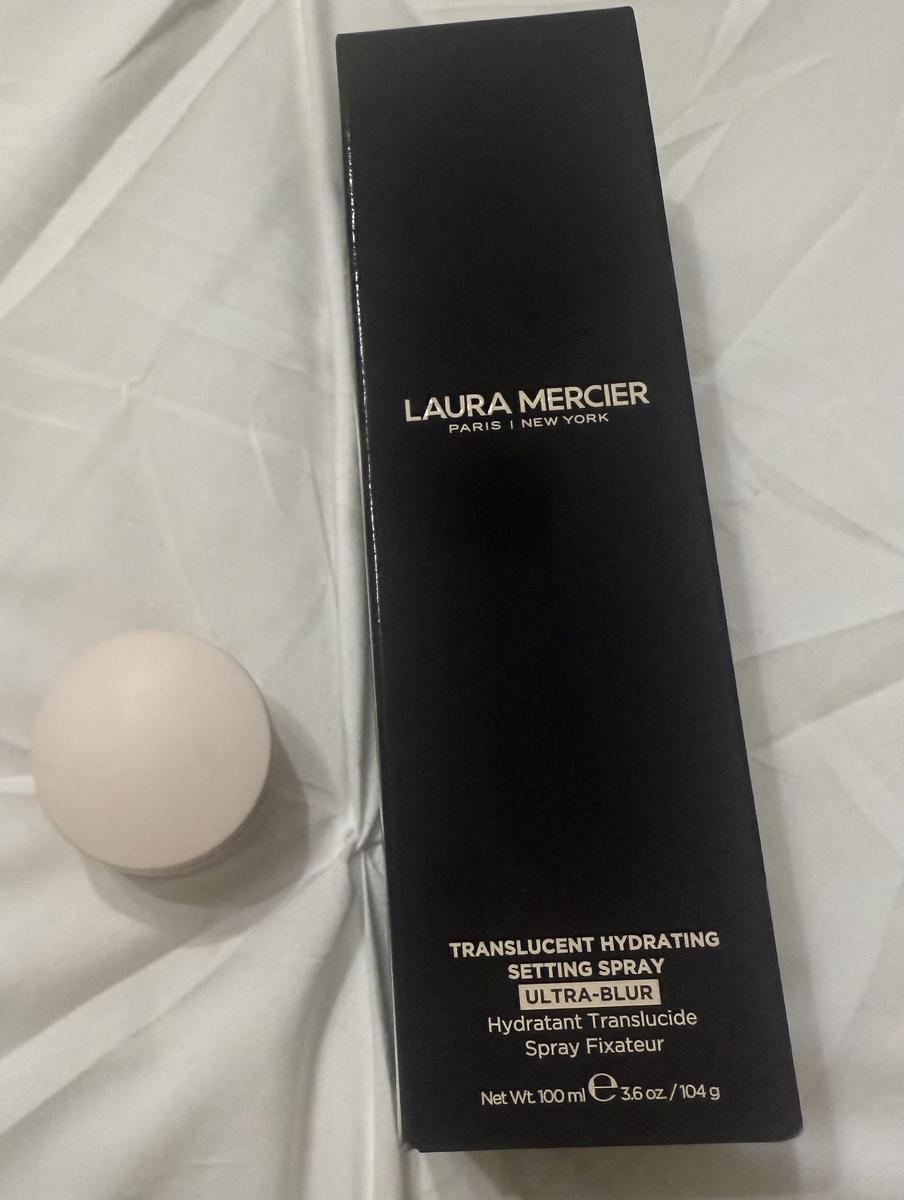 LAURA MERCIER
PARIS | NEW YORK
TRANSLUCENT HYDRATING
SETTING SPRAY
ULTRA-BLUR
Hydratant Translucide
Spray Fixateur
Net Wt. 100 ml ℮ 3.6 oz. / 104 g